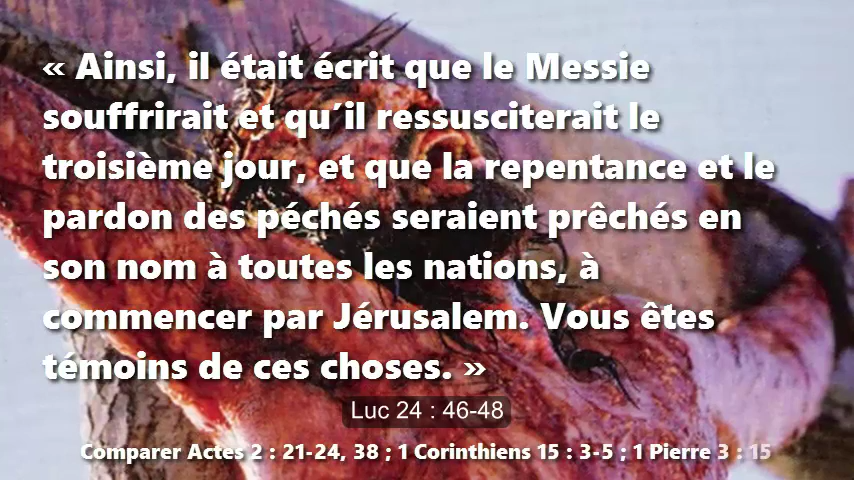 « Ainsi, il était écrit que le Messie
souffrirait et qu´il ressusciterait le
troisième jour, et que la repentance et le
pardon des péchés seraient prêchés en
son nom à toutes les nations, à
commencer par Jérusalem. Vous êtes
témoins de ces choses. »
Luc 24 : 46-48
Comparer Actes 2 : 21-24, 38 ; 1 Corinthiens 15 : 3-5 ; 1 Pierre 3 : 15